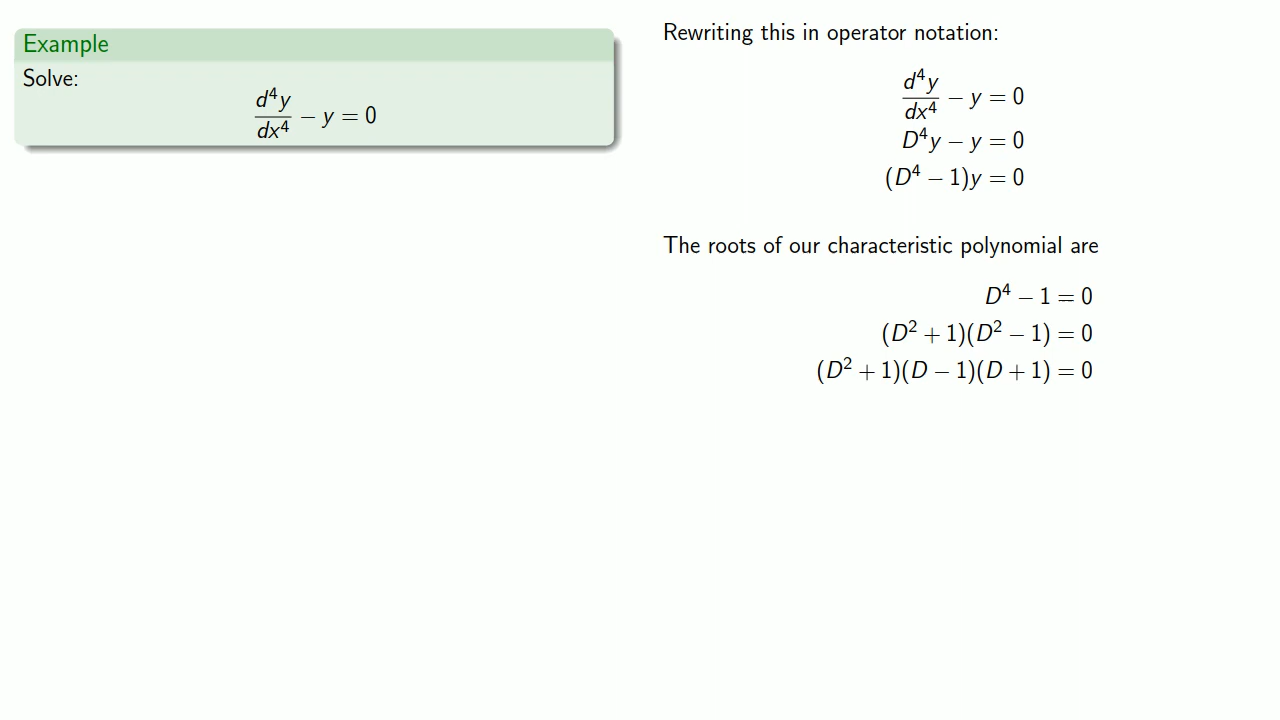 Example
Solve:
d⁴y/dx⁴ − y = 0
Rewriting this in operator notation:
d⁴y/dx⁴ − y = 0
D⁴y − y = 0
(D⁴ − 1)y = 0
The roots of our characteristic polynomial are
D⁴ − 1 = 0
(D² + 1)(D² − 1) = 0
(D² + 1)(D − 1)(D + 1) = 0